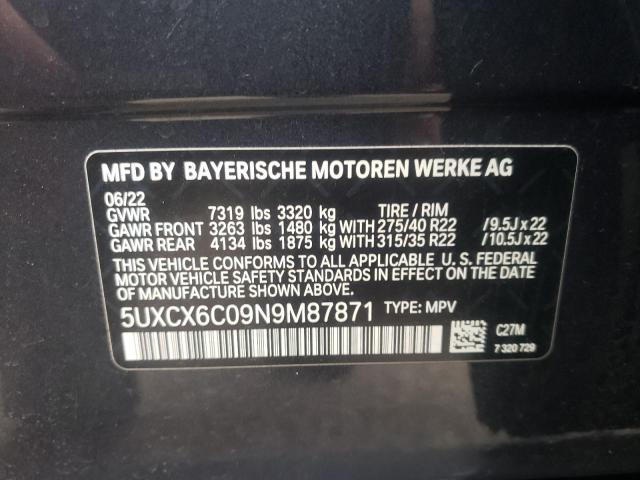 MFD BY BAYERISCHE MOTOREN WERKE AG
06/22
GVWR 7319 lbs 3320 kg TIRE / RIM
GAWR FRONT 3263 lbs 1480 kg WITH 275/40 R22 /9.5J x 22
GAWR REAR 4134 lbs 1875 kg WITH 315/35 R22 /10.5J x 22
THIS VEHICLE CONFORMS TO ALL APPLICABLE U. S. FEDERAL
MOTOR VEHICLE SAFETY STANDARDS IN EFFECT ON THE
DATE OF MANUFACTURE SHOWN ABOVE.
5UXCX6C09N9M87871 TYPE: MPV
C27M
7 320 729